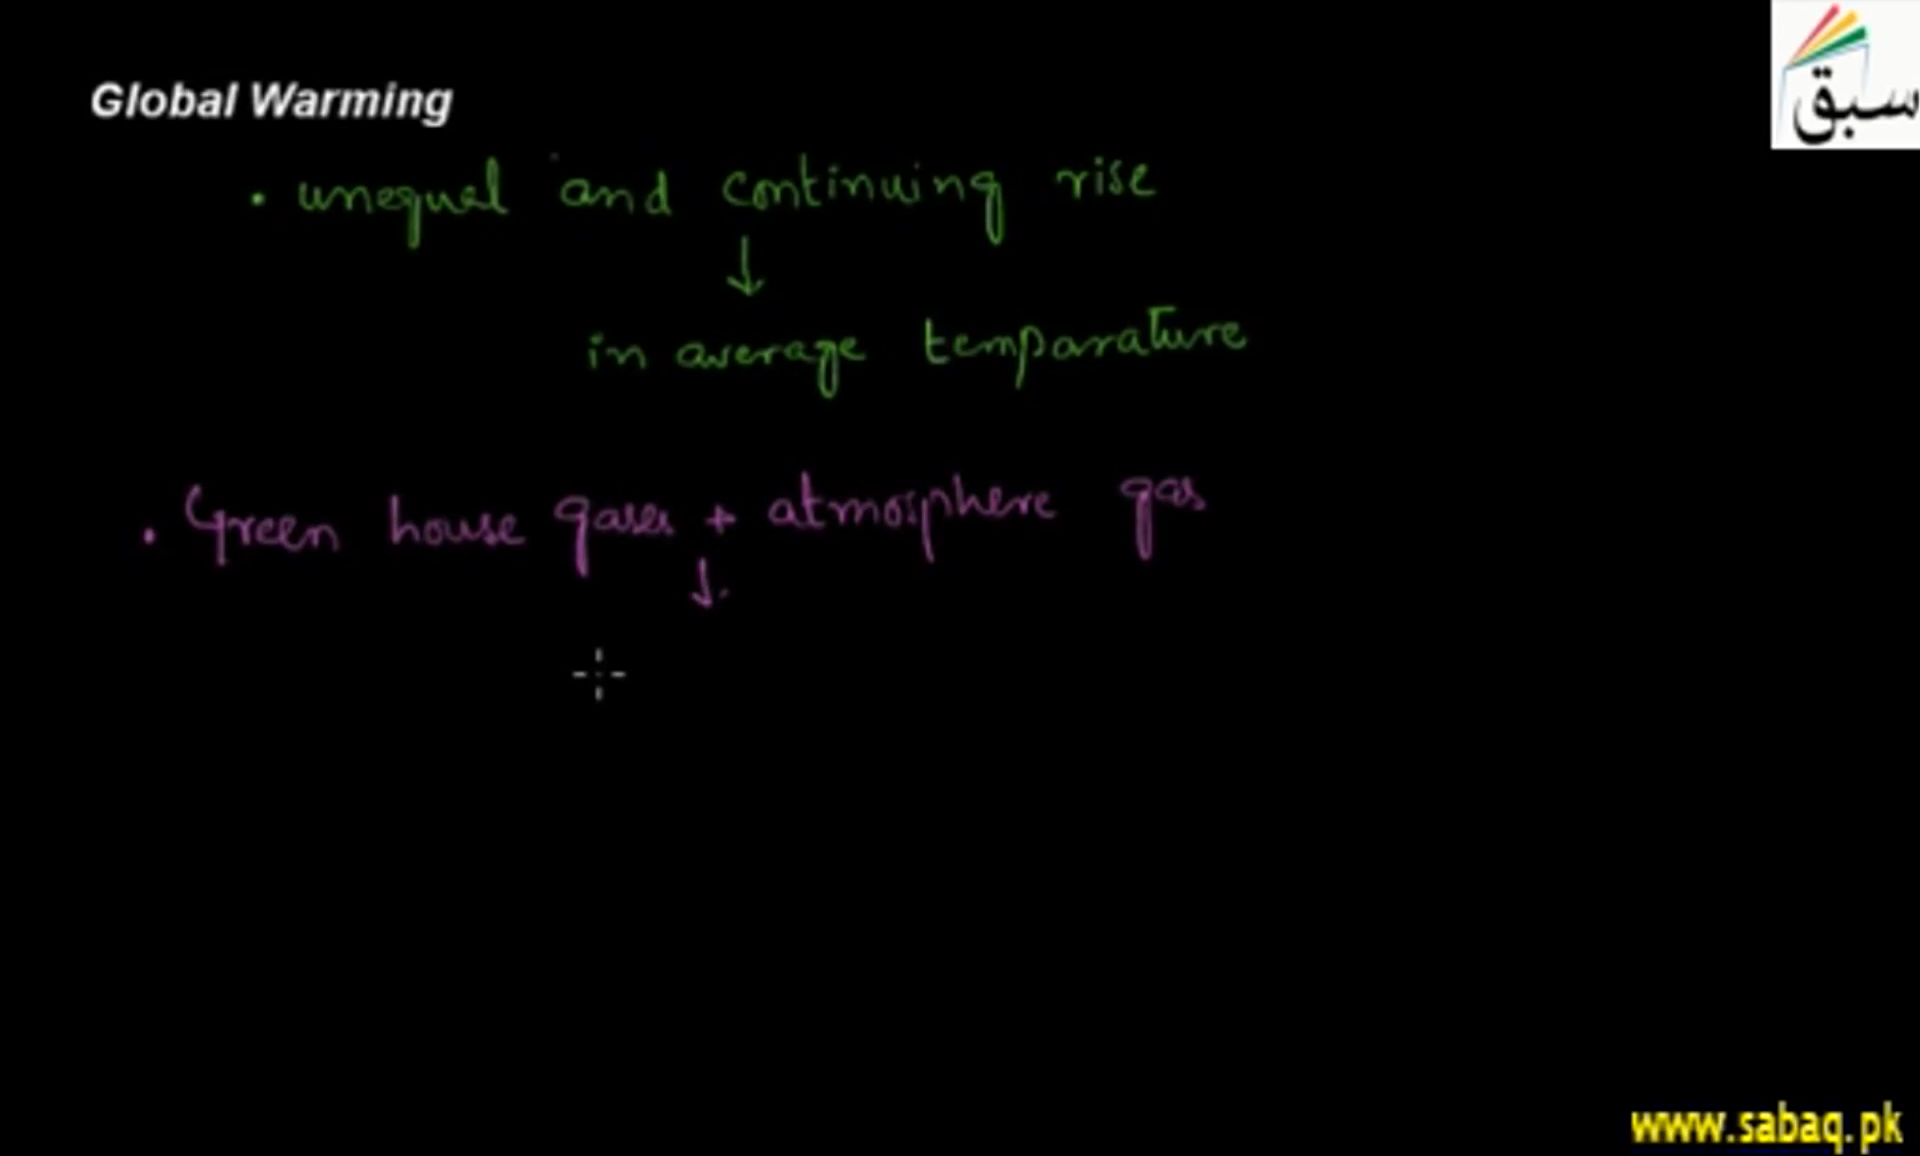 سبق
Global Warming
. unequal and continuing rise
↓
in average temparature
. Green house gases + atmosphere gas
↓
www.sabaq.pk